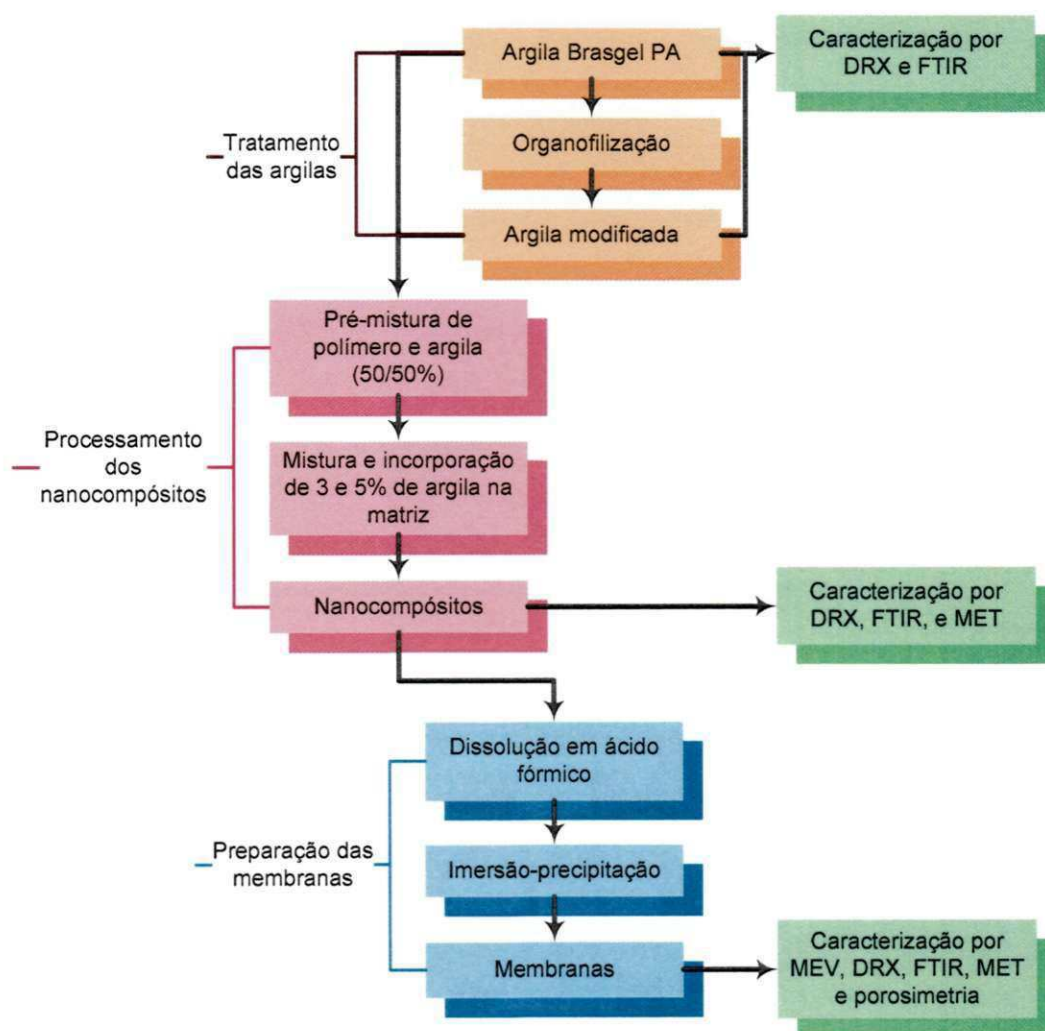 Argila Brasgel PA
Caracterização por
DRX e FTIR
Tratamento
das argilas
Organofilização
Argila modificada
Pré-mistura de
polímero e argila
(50/50%)
Processamento
dos
nanocompósitos
Mistura e incorporação
de 3 e 5% de argila na
matriz
Nanocompósitos
Caracterização por
DRX, FTIR, e MET
Dissolução em ácido
fórmico
Preparação das
membranas
Imersão-precipitação
Membranas
Caracterização por
MEV, DRX, FTIR, MET
e porosimetria